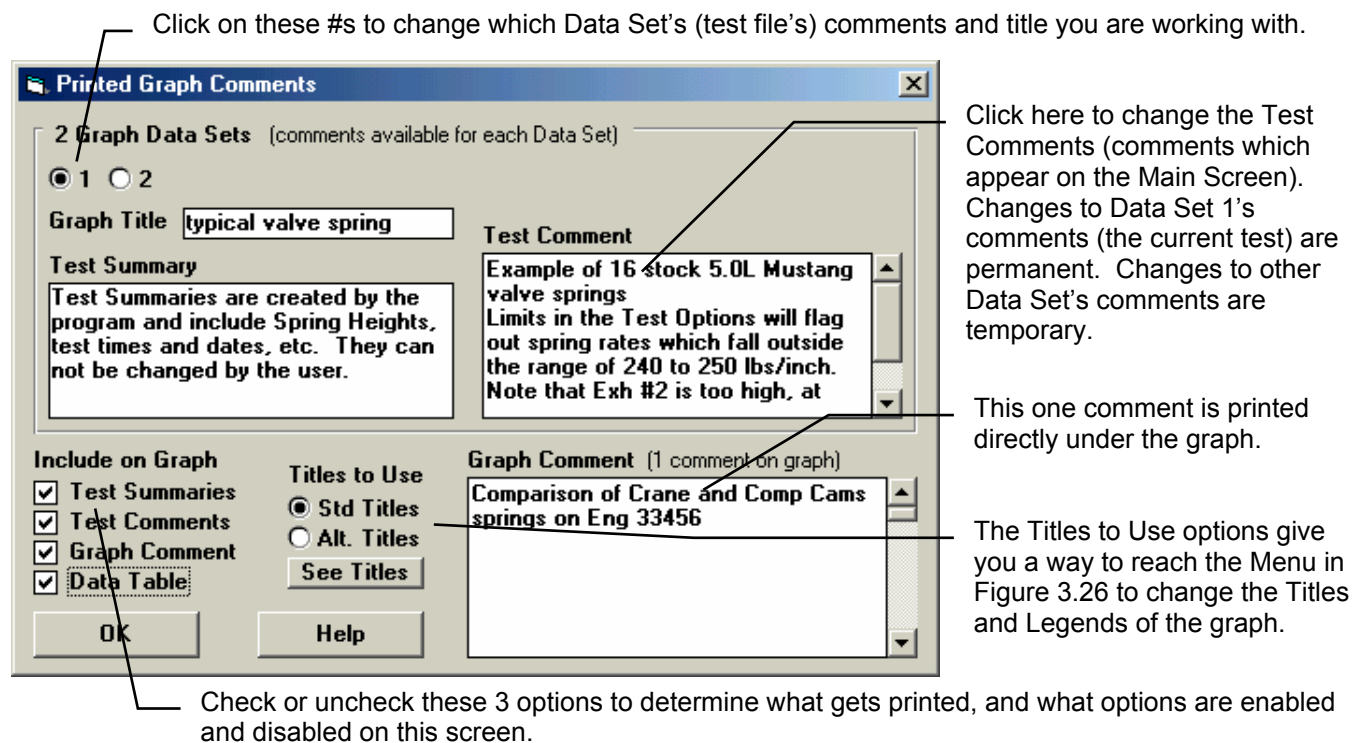 Click on these #s to change which Data Set's (test file's) comments and title you are working with.
Printed Graph Comments
2 Graph Data Sets (comments available for each Data Set)
1 2
Graph Title typical valve spring
Test Summary
Test Summaries are created by the
program and include Spring Heights,
test times and dates, etc. They can
not be changed by the user.
Test Comment
Example of 16 stock 5.0L Mustang
valve springs
Limits in the Test Options will flag
out spring rates which fall outside
the range of 240 to 250 lbs/inch.
Note that Exh #2 is too high, at
Click here to change the Test
Comments (comments which
appear on the Main Screen).
Changes to Data Set 1's
comments (the current test) are
permanent. Changes to other
Data Set's comments are
temporary.
Include on Graph
Test Summaries
Test Comments
Graph Comment
Data Table
Titles to Use
Std Titles
Alt. Titles
See Titles
Graph Comment (1 comment on graph)
Comparison of Crane and Comp Cams
springs on Eng 33456
OK
Help
This one comment is printed
directly under the graph.
The Titles to Use options give
you a way to reach the Menu in
Figure 3.26 to change the Titles
and Legends of the graph.
Check or uncheck these 3 options to determine what gets printed, and what options are enabled
and disabled on this screen.